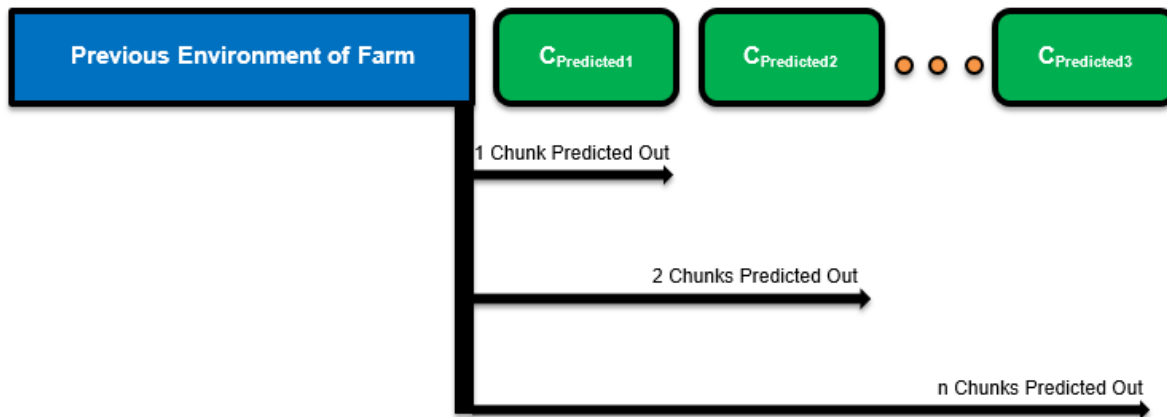 Previous Environment of Farm
CPredicted1
CPredicted2
CPredicted3
1 Chunk Predicted Out
2 Chunks Predicted Out
n Chunks Predicted Out